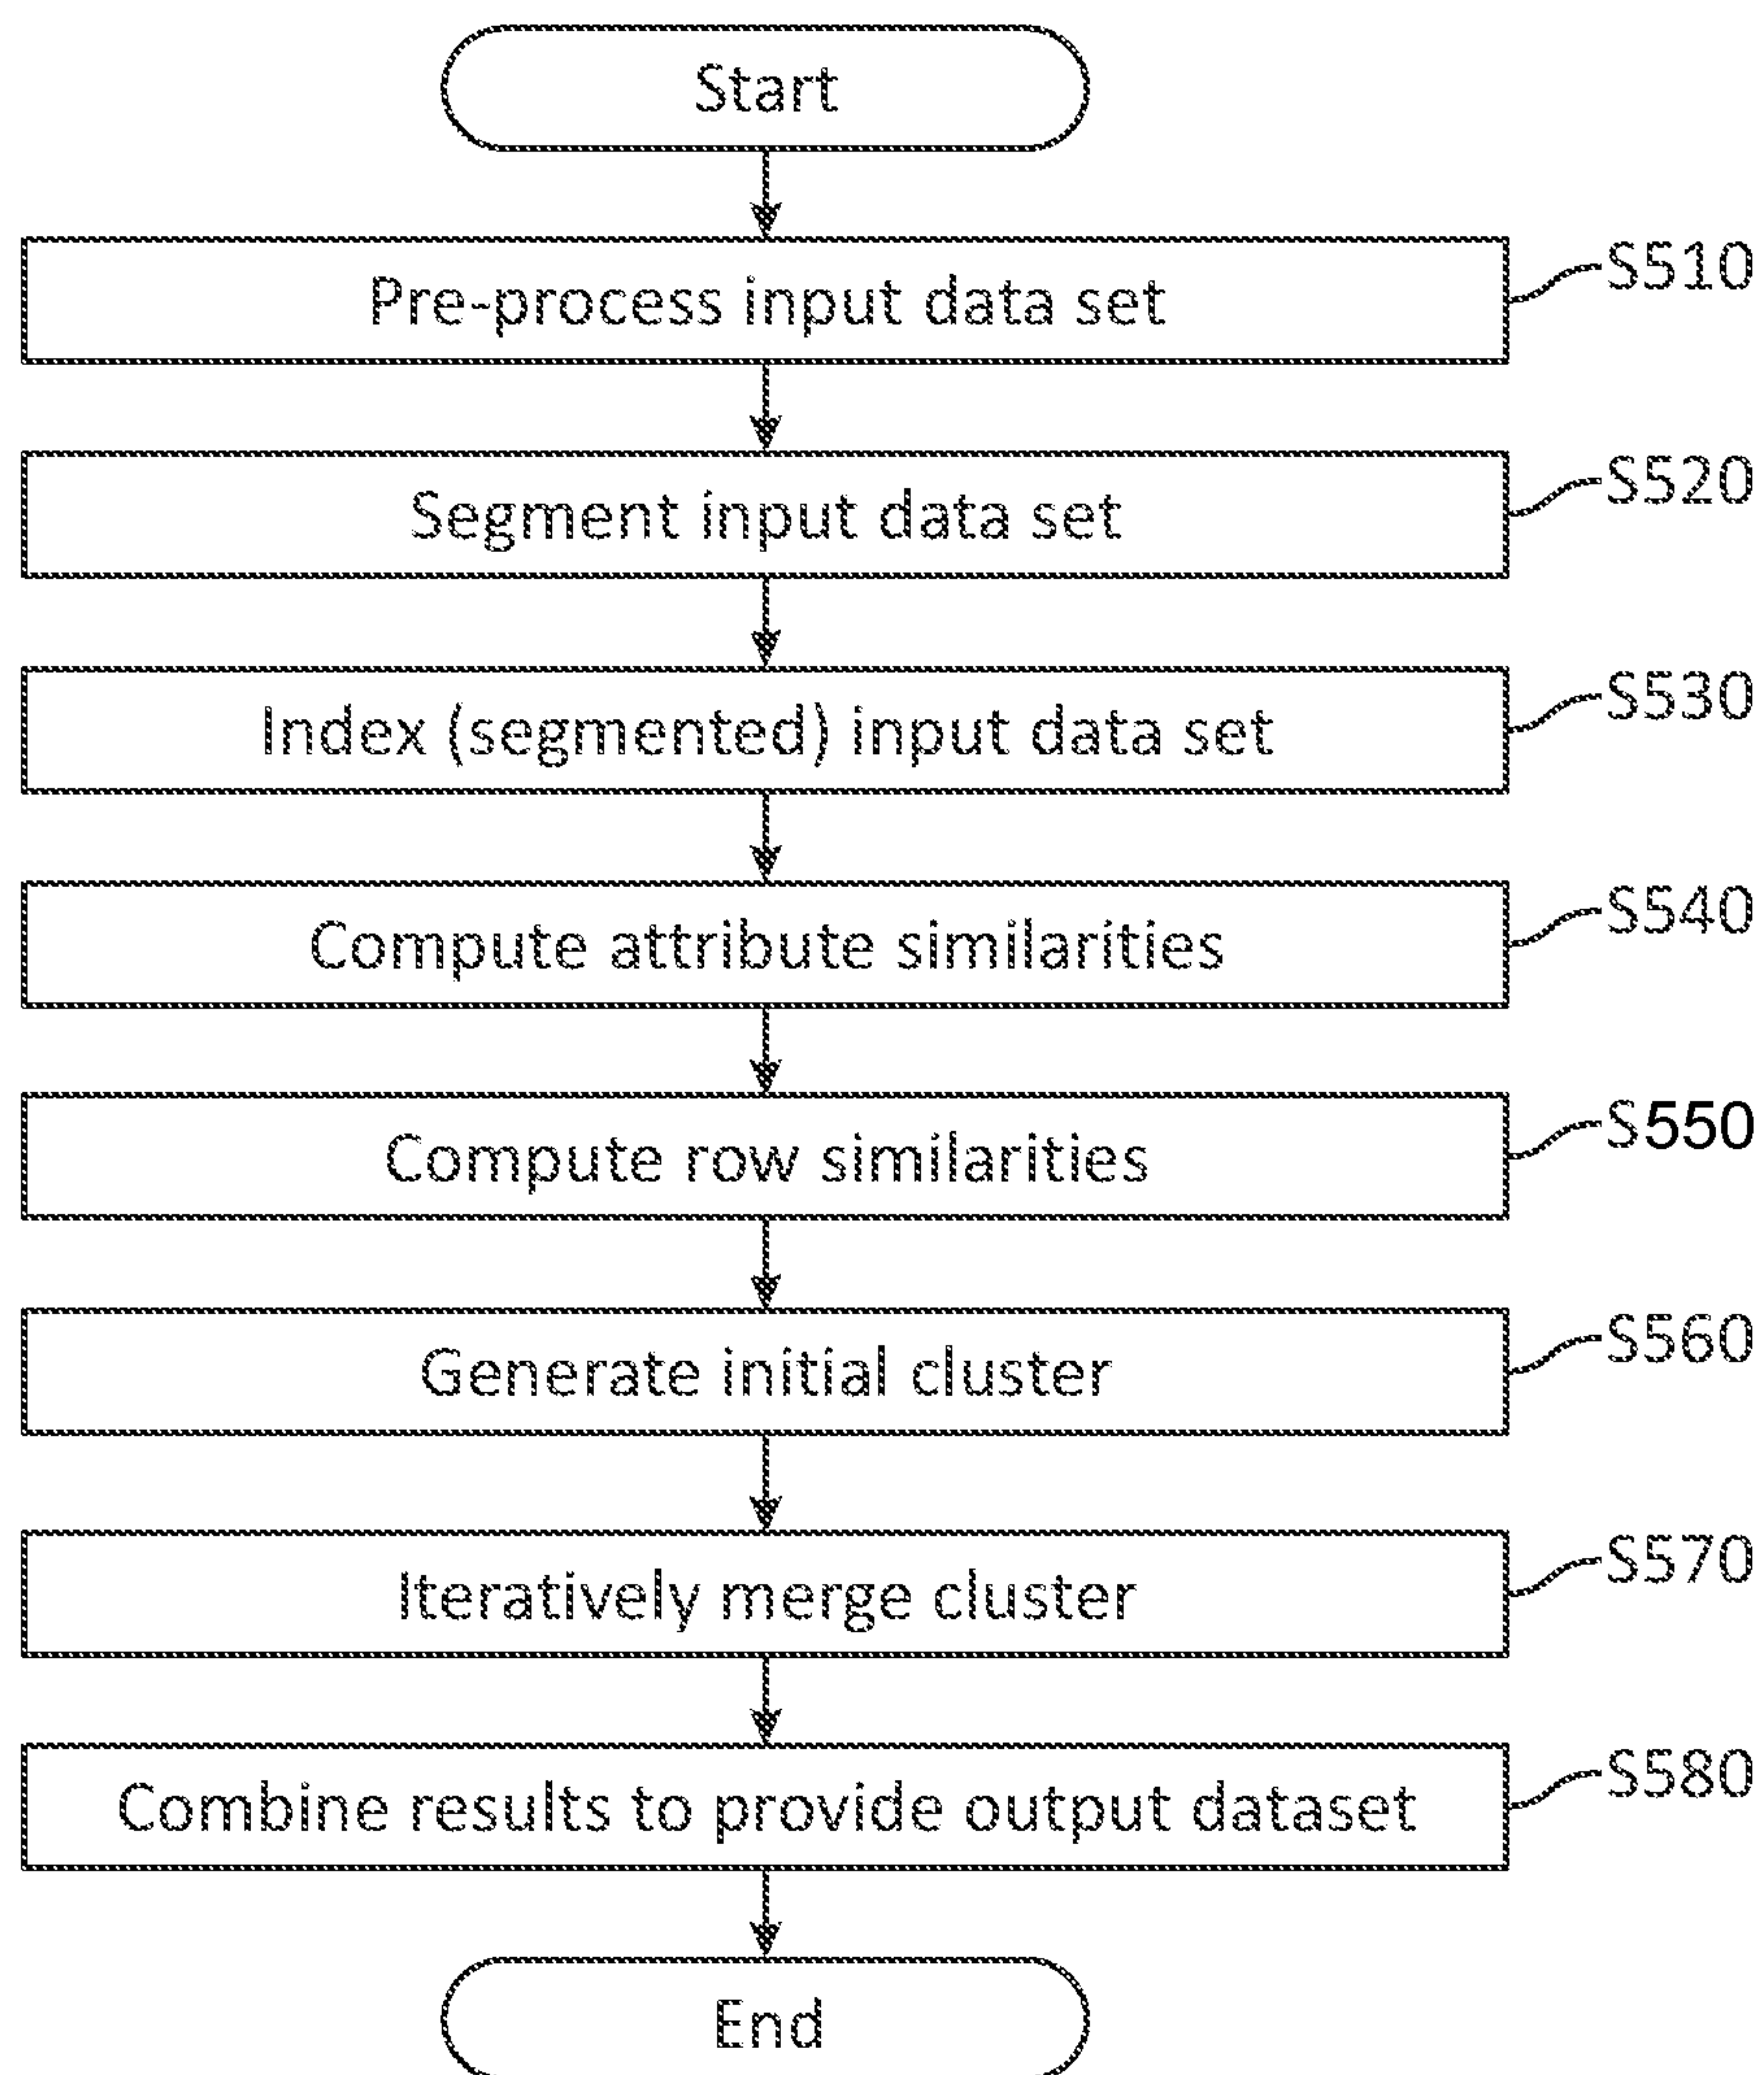 Start
Pre-process input data set
S510
Segment input data set
S520
Index (segmented) input data set
S530
Compute attribute similarities
S540
Compute row similarities
S550
Generate initial cluster
S560
Iteratively merge cluster
S570
Combine results to provide output dataset
S580
End